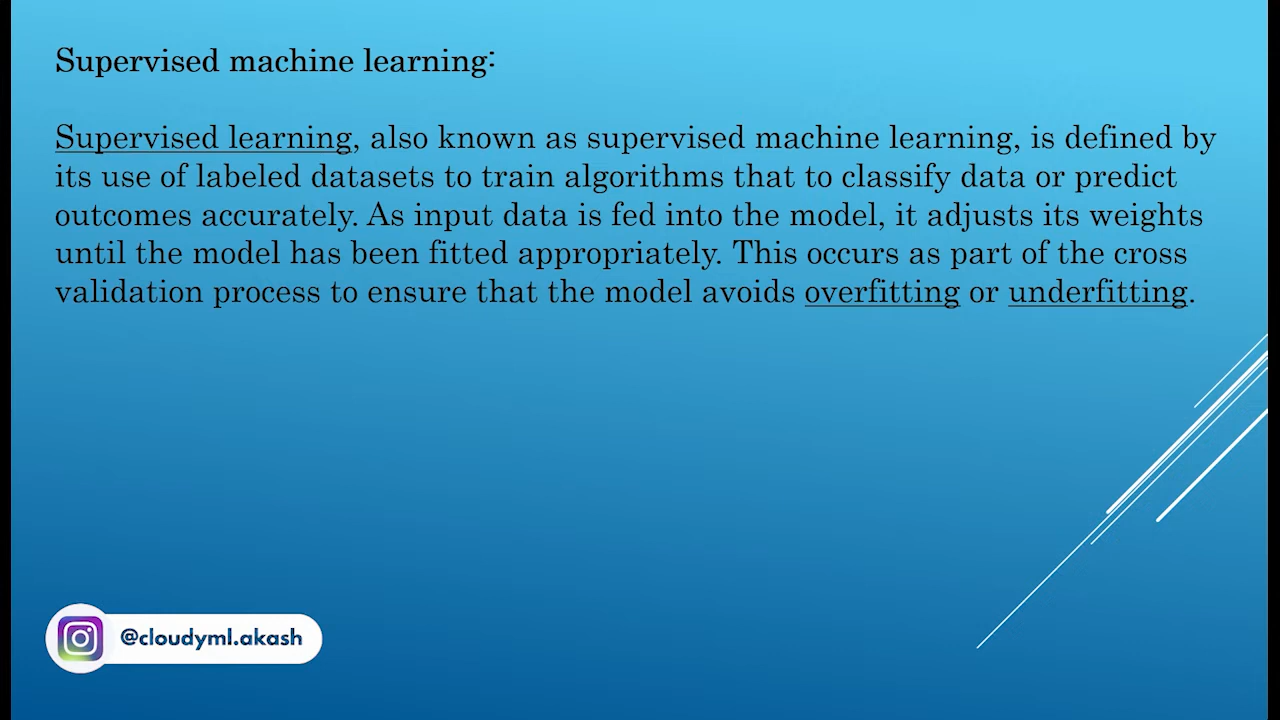 Supervised machine learning:
Supervised learning, also known as supervised machine learning, is defined by
its use of labeled datasets to train algorithms that to classify data or predict
outcomes accurately. As input data is fed into the model, it adjusts its weights
until the model has been fitted appropriately. This occurs as part of the cross
validation process to ensure that the model avoids overfitting or underfitting.
@cloudyml.akash